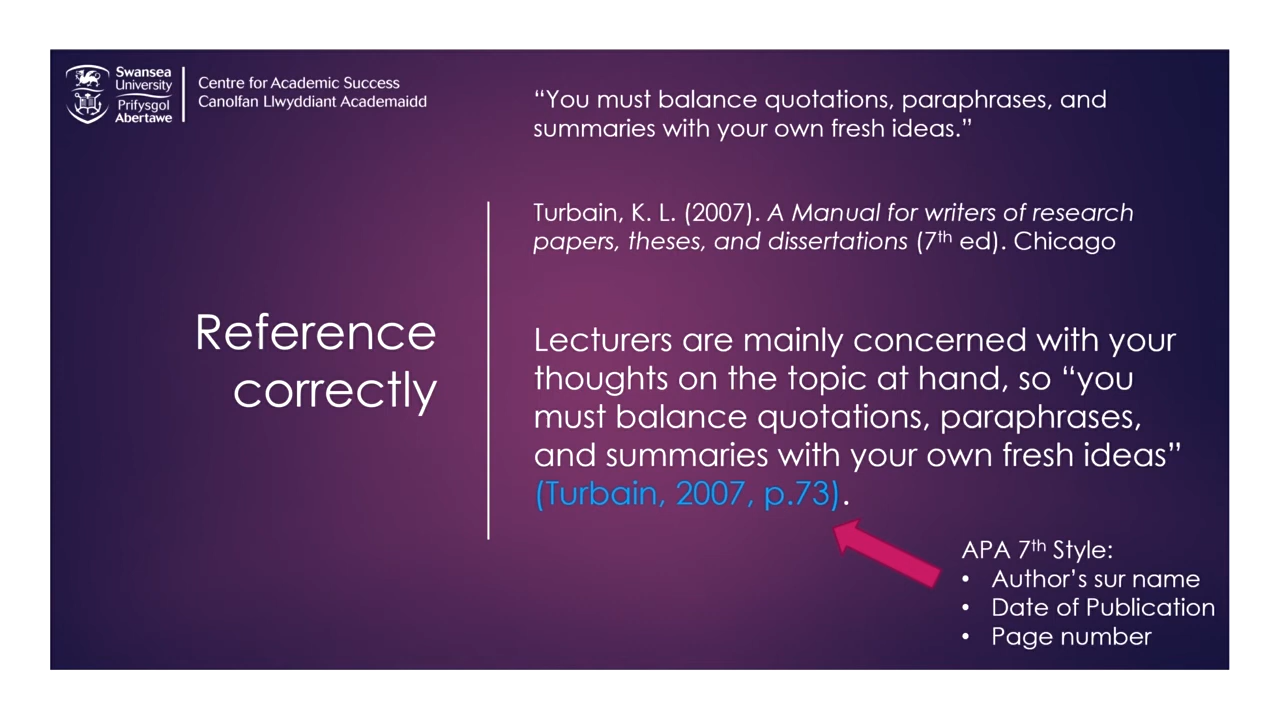 Swansea
University
Prifysgol
Abertawe
Centre for Academic Success
Canolfan Llwyddiant Academaidd
Reference
correctly
“You must balance quotations, paraphrases, and
summaries with your own fresh ideas.”
Turbain, K. L. (2007). A Manual for writers of research
papers, theses, and dissertations (7th ed). Chicago
Lecturers are mainly concerned with your
thoughts on the topic at hand, so “you
must balance quotations, paraphrases,
and summaries with your own fresh ideas”
(Turbain, 2007, p.73).
APA 7th Style:
• Author’s sur name
• Date of Publication
• Page number